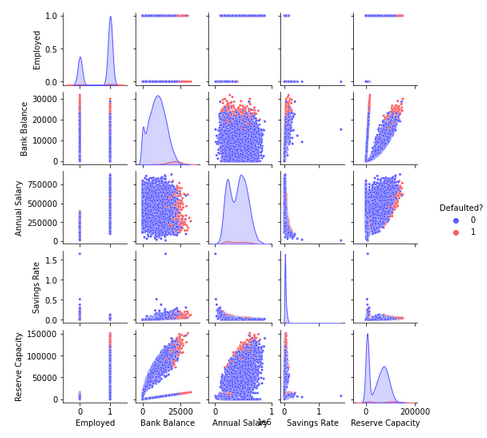 1.0
0.5
0.0
Employed
30000
20000
10000
0
Bank Balance
750000
500000
250000
0
Annual Salary
Defaulted?
0
1
1.5
1.0
0.5
0.0
Savings Rate
150000
100000
50000
0
Reserve Capacity
0 1
0 25000
0 1
1e6
0 1
0 200000
Employed
Bank Balance
Annual Salary
Savings Rate
Reserve Capacity